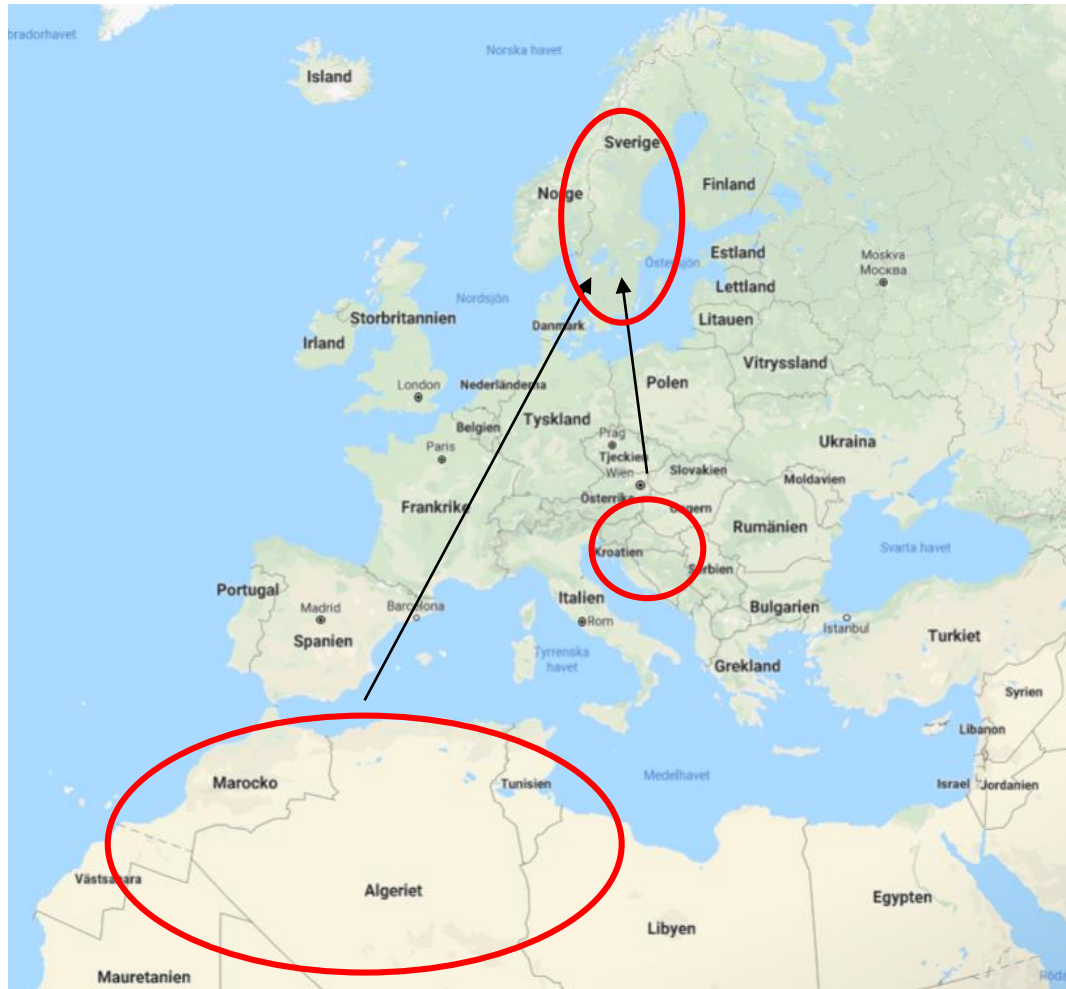 bradorhavet
Norska havet
Island
Sverige
Norge
Finland
Estland
Moskva
Москва
Östersjön
Lettland
Nordsjön
Litauen
Storbritannien
Danmark
Irland
Vitryssland
London
Nederländerna
Polen
Tyskland
Belgien
Prag
Ukraina
Paris
Tjeckien
Slovakien
Wien
Moldavien
Österrike
Frankrike
Ungern
Rumänien
Svarta havet
Kroatien
Serbien
Portugal
Italien
Madrid
Barcelona
Bulgarien
Rom
Istanbul
Spanien
Turkiet
Tyrrenska
havet
Grekland
Syrien
Libanon
Marocko
Tunisien
Medelhavet
Israel
Jordanien
Västsahara
Algeriet
Egypten
Libyen
Mauretanien
Röda